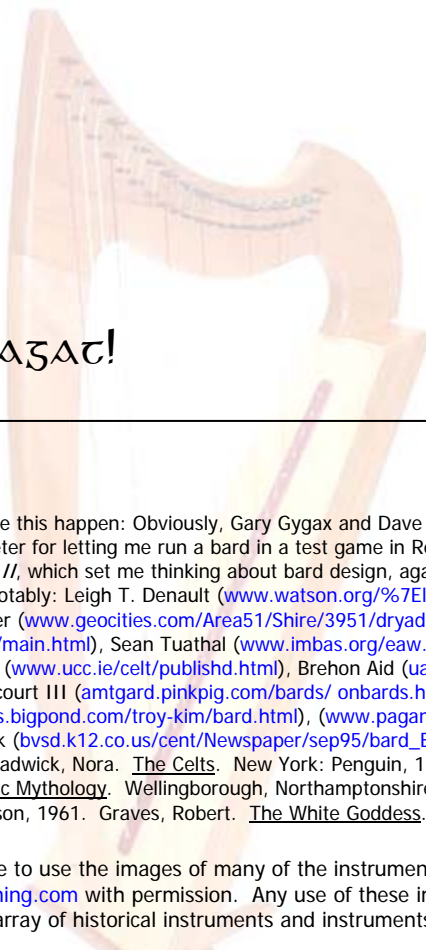 agat!
e this happen: Obviously, Gary Gygax and Dave
eter for letting me run a bard in a test game in Re
//, which set me thinking about bard design, aga
otably: Leigh T. Denault (www.watson.org/%7El
er (www.geocities.com/Area51/Shire/3951/dryad
/main.html), Sean Tuathal (www.imbas.org/eaw.
(www.ucc.ie/celt/publishd.html), Brehon Aid (ua
court III (amtgard.pinkpig.com/bards/ onbards.h
s.bigpond.com/troy-kim/bard.html), (www.pagan
k (bvsd.k12.co.us/cent/Newspaper/sep95/bard_E
adwick, Nora. The Celts. New York: Penguin, 1
ic Mythology. Wellingborough, Northamptonshire
son, 1961. Graves, Robert. The White Goddess.
e to use the images of many of the instrumen
ning.com with permission. Any use of these in
array of historical instruments and instruments